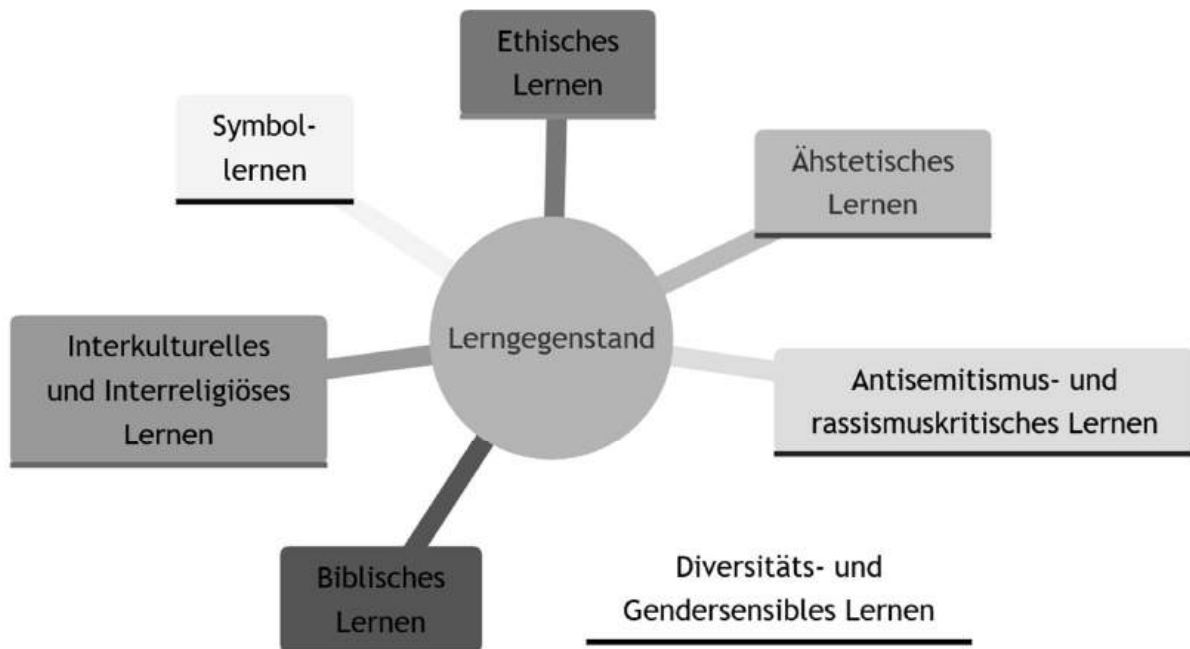 Ethisches
Lernen
Symbol-
lernen
Ähstetisches
Lernen
Lerngegenstand
Interkulturelles
und Interreligiöses
Lernen
Antisemitismus- und
rassismuskritisches Lernen
Biblisches
Lernen
Diversitäts- und
Gendersensibles Lernen